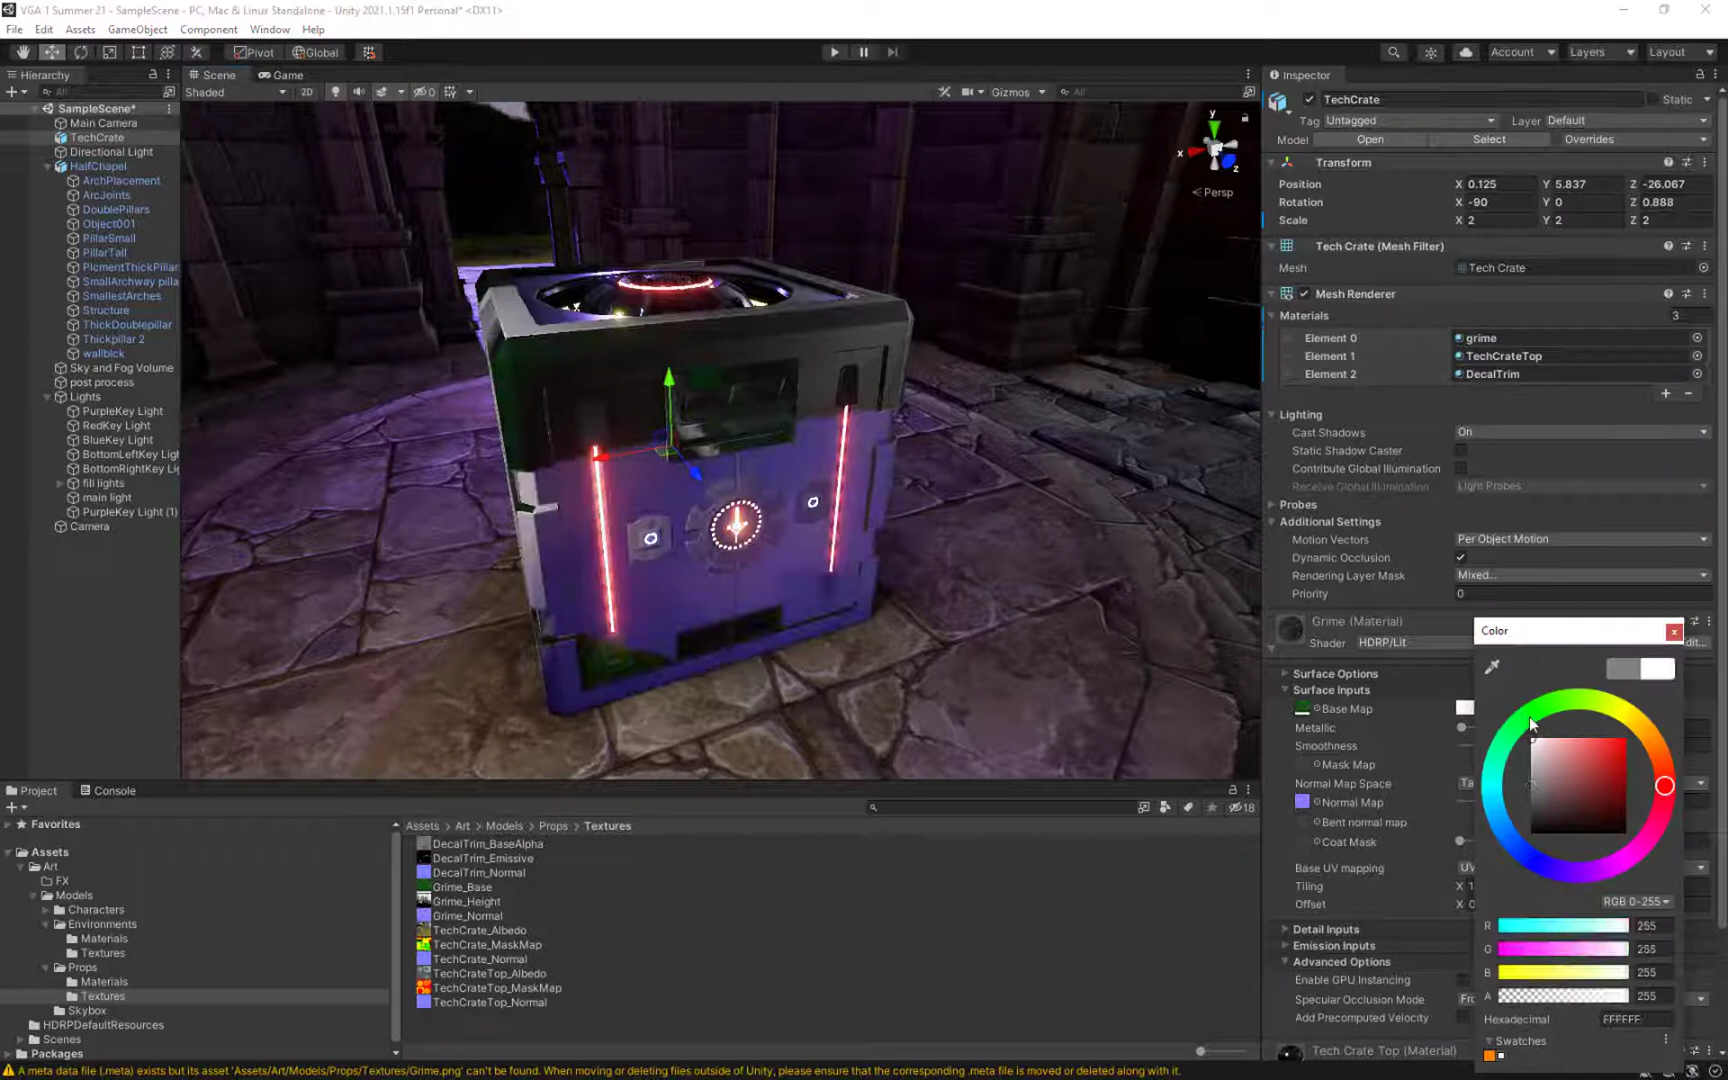 VGA 1 Summer 21 - SampleScene - PC, Mac & Linux Standalone - Unity 2021.1.15f1 Personal* <DX11>
File Edit Assets GameObject Component Window Help
Pivot Global Account Layers Layout
Hierarchy
All
SampleScene*
Main Camera
TechCrate
Directional Light
HalfChapel
ArchPlacement
ArcJoints
DoublePillars
Object001
PillarSmall
PillarTall
PlcmentThickPillar
SmallArchway pilla
SmallestArches
Structure
ThickDoublepillar
Thickpillar 2
wallblck
Sky and Fog Volume
post process
Lights
PurpleKey Light
RedKey Light
BlueKey Light
BottomLeftKey Lig
BottomRightKey Lig
fill lights
main light
PurpleKey Light (1)
Camera
Scene Game
Shaded 2D 0 Gizmos All
y
x
z
< Persp
Inspector
TechCrate Static
Tag Untagged Layer Default
Model Open Select Overrides
Transform
Position X 0.125 Y 5.837 Z -26.067
Rotation X -90 Y 0 Z 0.888
Scale X 2 Y 2 Z 2
Tech Crate (Mesh Filter)
Mesh Tech Crate
Mesh Renderer
Materials 3
Element 0 grime
Element 1 TechCrateTop
Element 2 DecalTrim
Lighting
Cast Shadows On
Static Shadow Caster
Contribute Global Illumination
Receive Global Illumination Light Probes
Probes
Additional Settings
Motion Vectors Per Object Motion
Dynamic Occlusion
Rendering Layer Mask Mixed...
Priority 0
Grime (Material)
Shader HDRP/Lit dit...
Surface Options
Surface Inputs
Base Map
Metallic
Smoothness
Mask Map
Normal Map Space Ta
Normal Map
Bent normal map
Coat Mask
Base UV mapping UV
Tiling X 1
Offset X 0
Detail Inputs
Emission Inputs
Advanced Options
Enable GPU Instancing
Specular Occlusion Mode Fro
Add Precomputed Velocity
Tech Crate Top (Material)
Color x
RGB 0-255
R 255
G 255
B 255
A 255
Hexadecimal FFFFFF
Swatches
Project Console
18
Favorites
Assets
Art
FX
Models
Characters
Environments
Materials
Textures
Props
Materials
Textures
Skybox
HDRPDefaultResources
Scenes
Packages
Assets Art Models Props Textures
DecalTrim_BaseAlpha
DecalTrim_Emissive
DecalTrim_Normal
Grime_Base
Grime_Height
Grime_Normal
TechCrate_Albedo
TechCrate_MaskMap
TechCrate_Normal
TechCrateTop_Albedo
TechCrateTop_MaskMap
TechCrateTop_Normal
A meta data file (.meta) exists but its asset 'Assets/Art/Models/Props/Textures/Grime.png' can't be found. When moving or deleting files outside of Unity, please ensure that the corresponding .meta file is moved or deleted along with it.